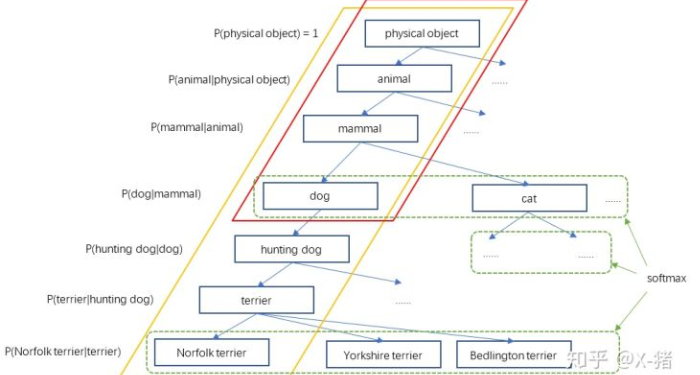 P(physical object) = 1
physical object
P(animal|physical object)
animal
......
P(mammal|animal)
mammal
......
P(dog|mammal)
dog
cat
......
P(hunting dog|dog)
hunting dog
......
......
softmax
P(terrier|hunting dog)
terrier
......
P(Norfolk terrier|terrier)
Norfolk terrier
Yorkshire terrier
Bedlington terrier
知乎 @X-猪